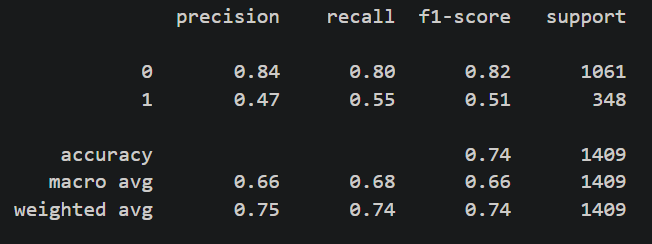 precision recall f1-score support
0 0.84 0.80 0.82 1061
1 0.47 0.55 0.51 348
accuracy 0.74 1409
macro avg 0.66 0.68 0.66 1409
weighted avg 0.75 0.74 0.74 1409